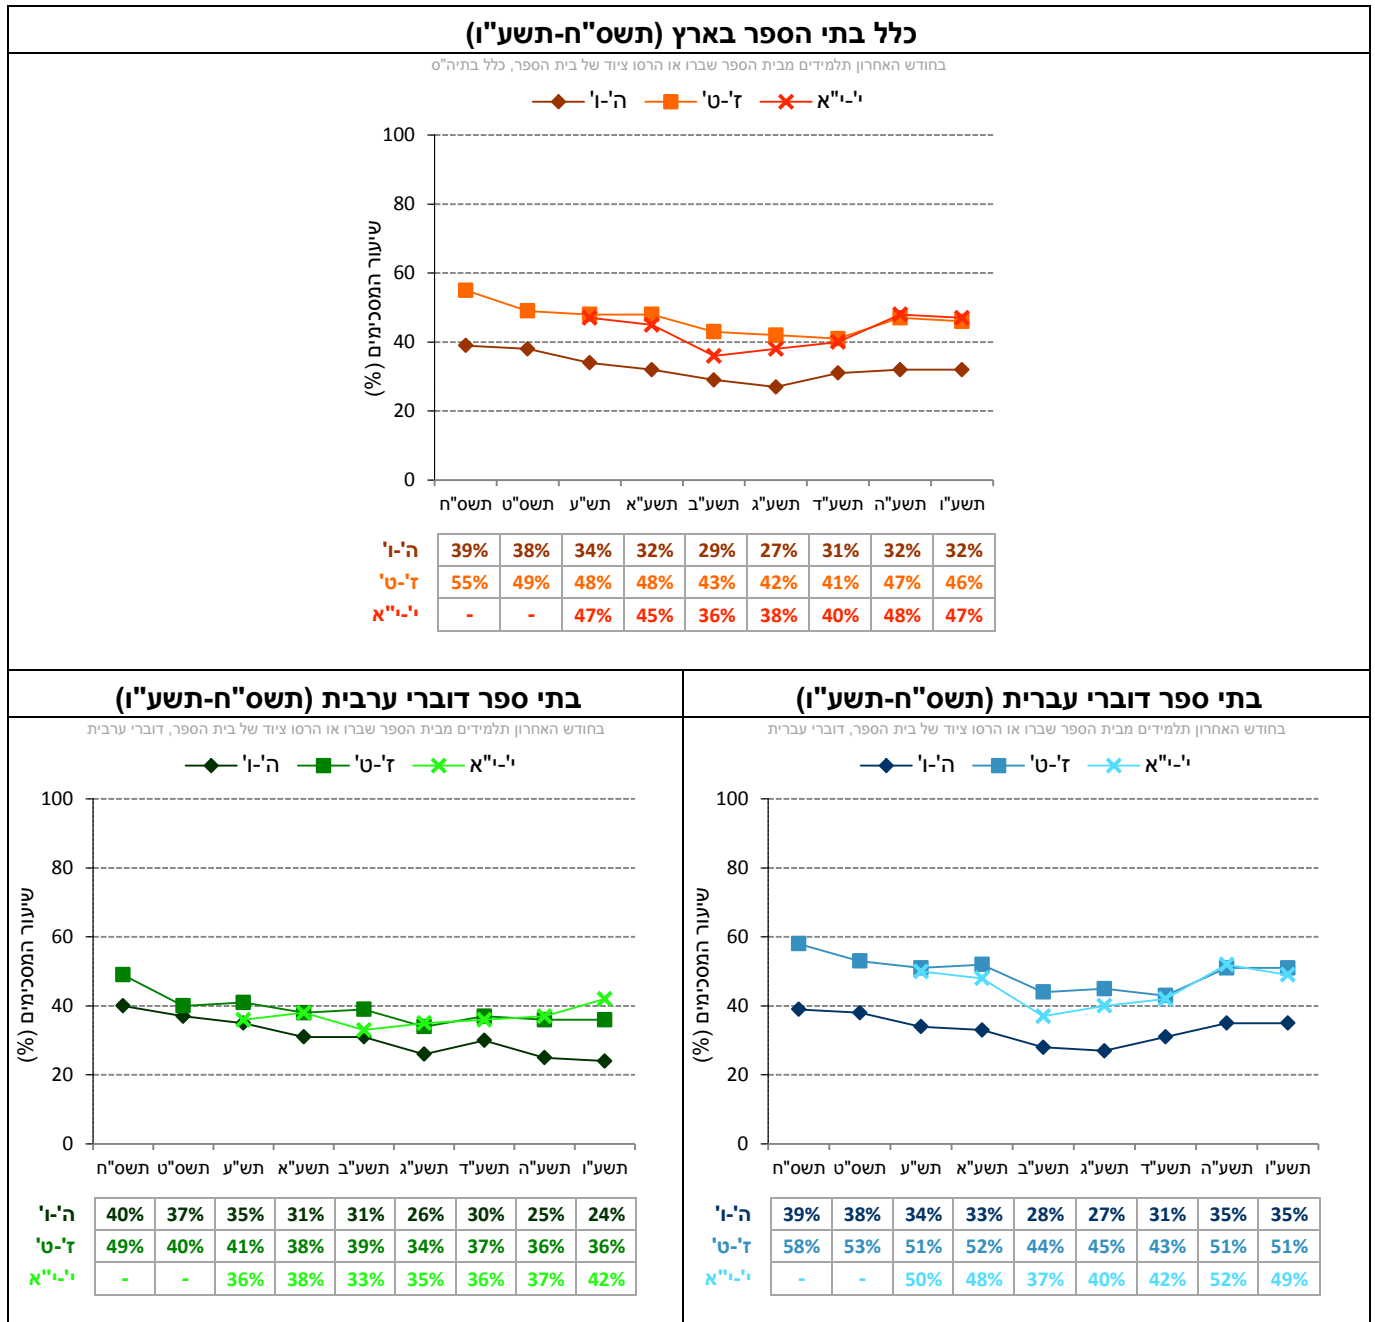 כלל בתי הספר בארץ (תשס"ח-תשע"ו)
בחודש האחרון תלמידים מבית הספר שברו או הרסו ציוד של בית הספר, כלל בתיה"ס
ה'-ו' ז'-ט' י'-י"א
שיעור המסכימים (%)
100
80
60
40
20
0
תשס"ח תשס"ט תש"ע תשע"א תשע"ב תשע"ג תשע"ד תשע"ה תשע"ו
ה'-ו' 39% 38% 34% 32% 29% 27% 31% 32% 32%
ז'-ט' 55% 49% 48% 48% 43% 42% 41% 47% 46%
י'-י"א - - 47% 45% 36% 38% 40% 48% 47%
בתי ספר דוברי עברית (תשס"ח-תשע"ו)
בחודש האחרון תלמידים מבית הספר שברו או הרסו ציוד של בית הספר, דוברי עברית
ה'-ו' ז'-ט' י'-י"א
שיעור המסכימים (%)
100
80
60
40
20
0
תשס"ח תשס"ט תש"ע תשע"א תשע"ב תשע"ג תשע"ד תשע"ה תשע"ו
ה'-ו' 39% 38% 34% 33% 28% 27% 31% 35% 35%
ז'-ט' 58% 53% 51% 52% 44% 45% 43% 51% 51%
י'-י"א - - 50% 48% 37% 40% 42% 52% 49%
בתי ספר דוברי ערבית (תשס"ח-תשע"ו)
בחודש האחרון תלמידים מבית הספר שברו או הרסו ציוד של בית הספר, דוברי ערבית
ה'-ו' ז'-ט' י'-י"א
שיעור המסכימים (%)
100
80
60
40
20
0
תשס"ח תשס"ט תש"ע תשע"א תשע"ב תשע"ג תשע"ד תשע"ה תשע"ו
ה'-ו' 40% 37% 35% 31% 31% 26% 30% 25% 24%
ז'-ט' 49% 40% 41% 38% 39% 34% 37% 36% 36%
י'-י"א - - 36% 38% 33% 35% 36% 37% 42%